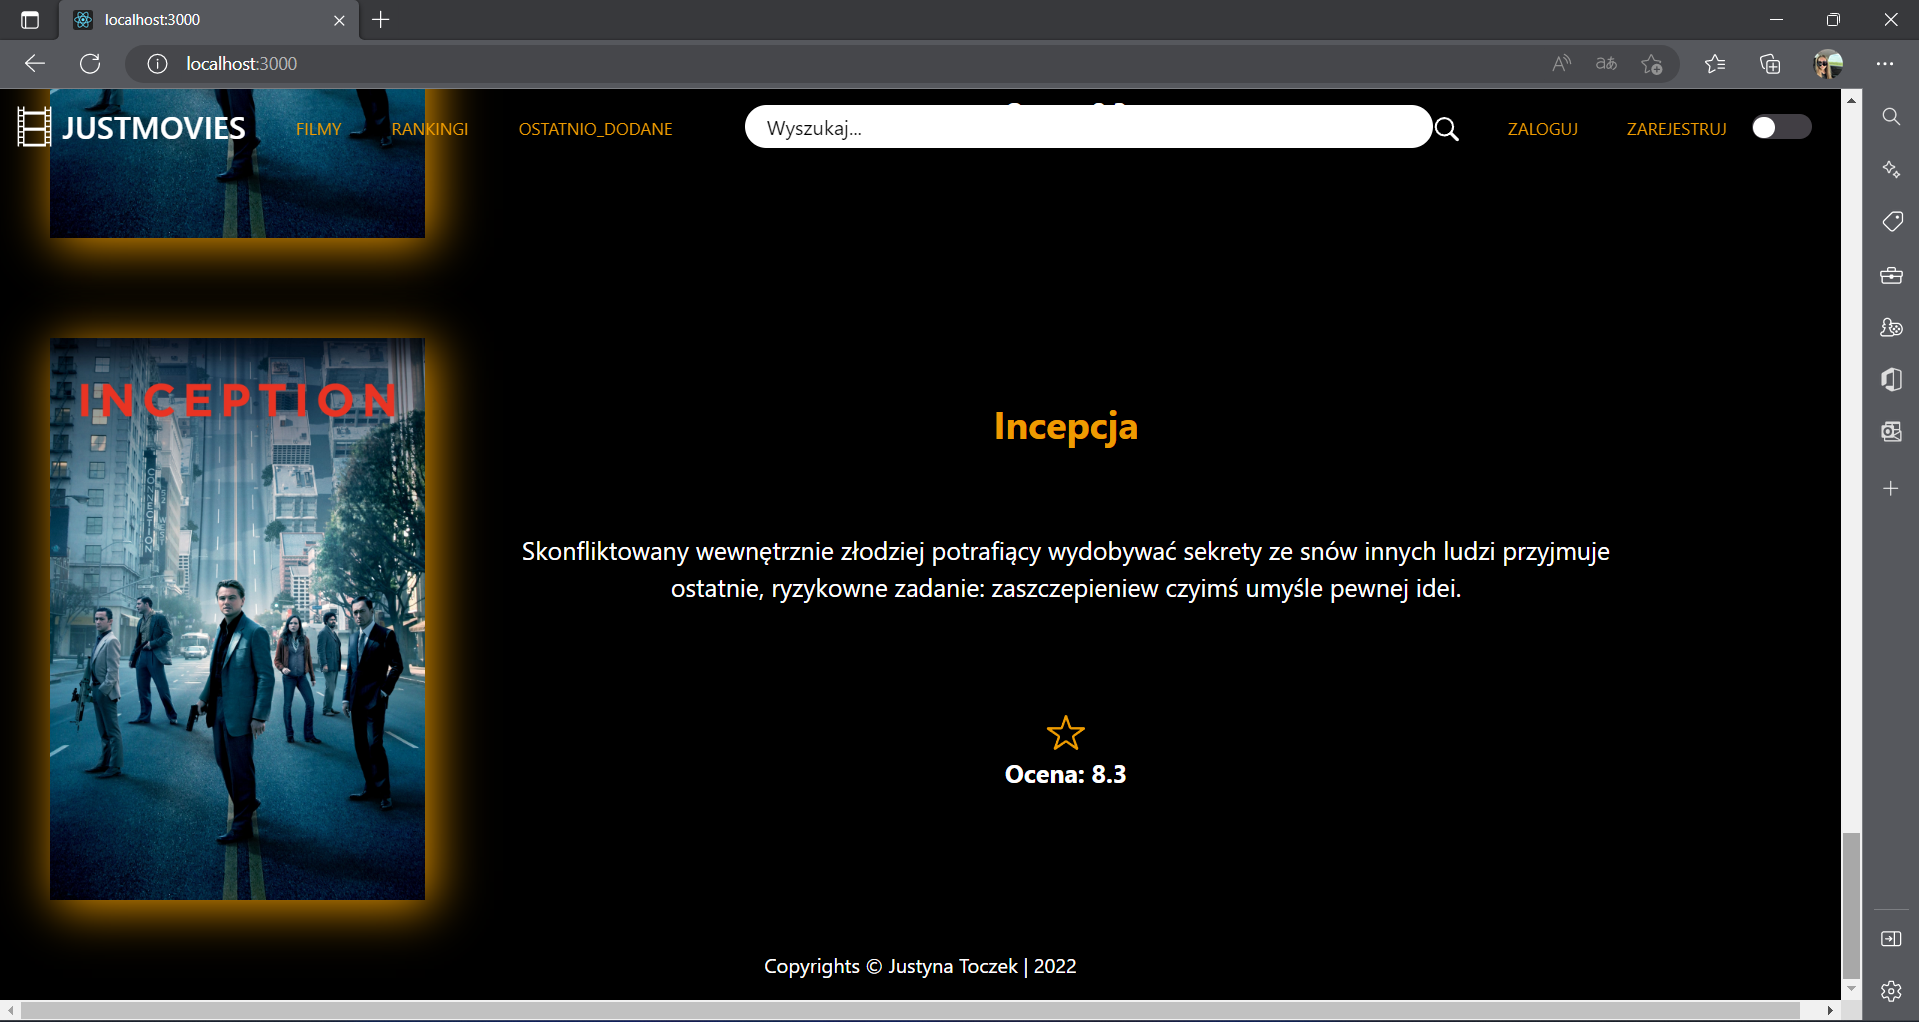 localhost:3000
localhost:3000
JUSTMOVIES
FILMY
RANKINGI
OSTATNIO_DODANE
Wyszukaj...
ZALOGUJ
ZAREJESTRUJ
INCEPTION
CONNECTION
Incepcja
Skonfliktowany wewnętrznie złodziej potrafiący wydobywać sekrety ze snów innych ludzi przyjmuje
ostatnie, ryzykowne zadanie: zaszczepieniew czyimś umyśle pewnej idei.
Ocena: 8.3
Copyrights © Justyna Toczek | 2022